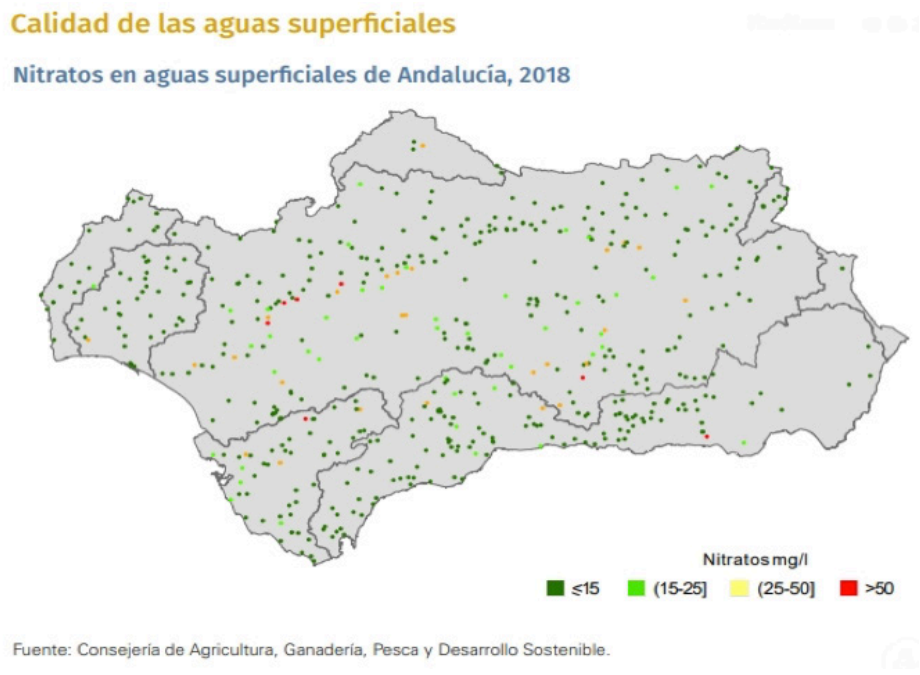 Calidad de las aguas superficiales
Nitratos en aguas superficiales de Andalucía, 2018
Nitratos mg/l
≤15 (15-25] (25-50] >50
Fuente: Consejería de Agricultura, Ganadería, Pesca y Desarrollo Sostenible.